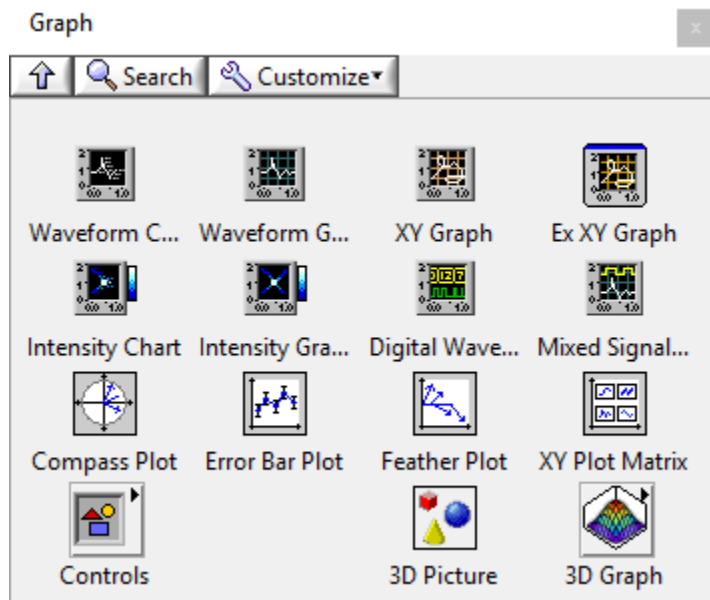 Graph
x
Search Customize
Waveform C... Waveform G... XY Graph Ex XY Graph
Intensity Chart Intensity Gra... Digital Wave... Mixed Signal...
Compass Plot Error Bar Plot Feather Plot XY Plot Matrix
Controls 3D Picture 3D Graph